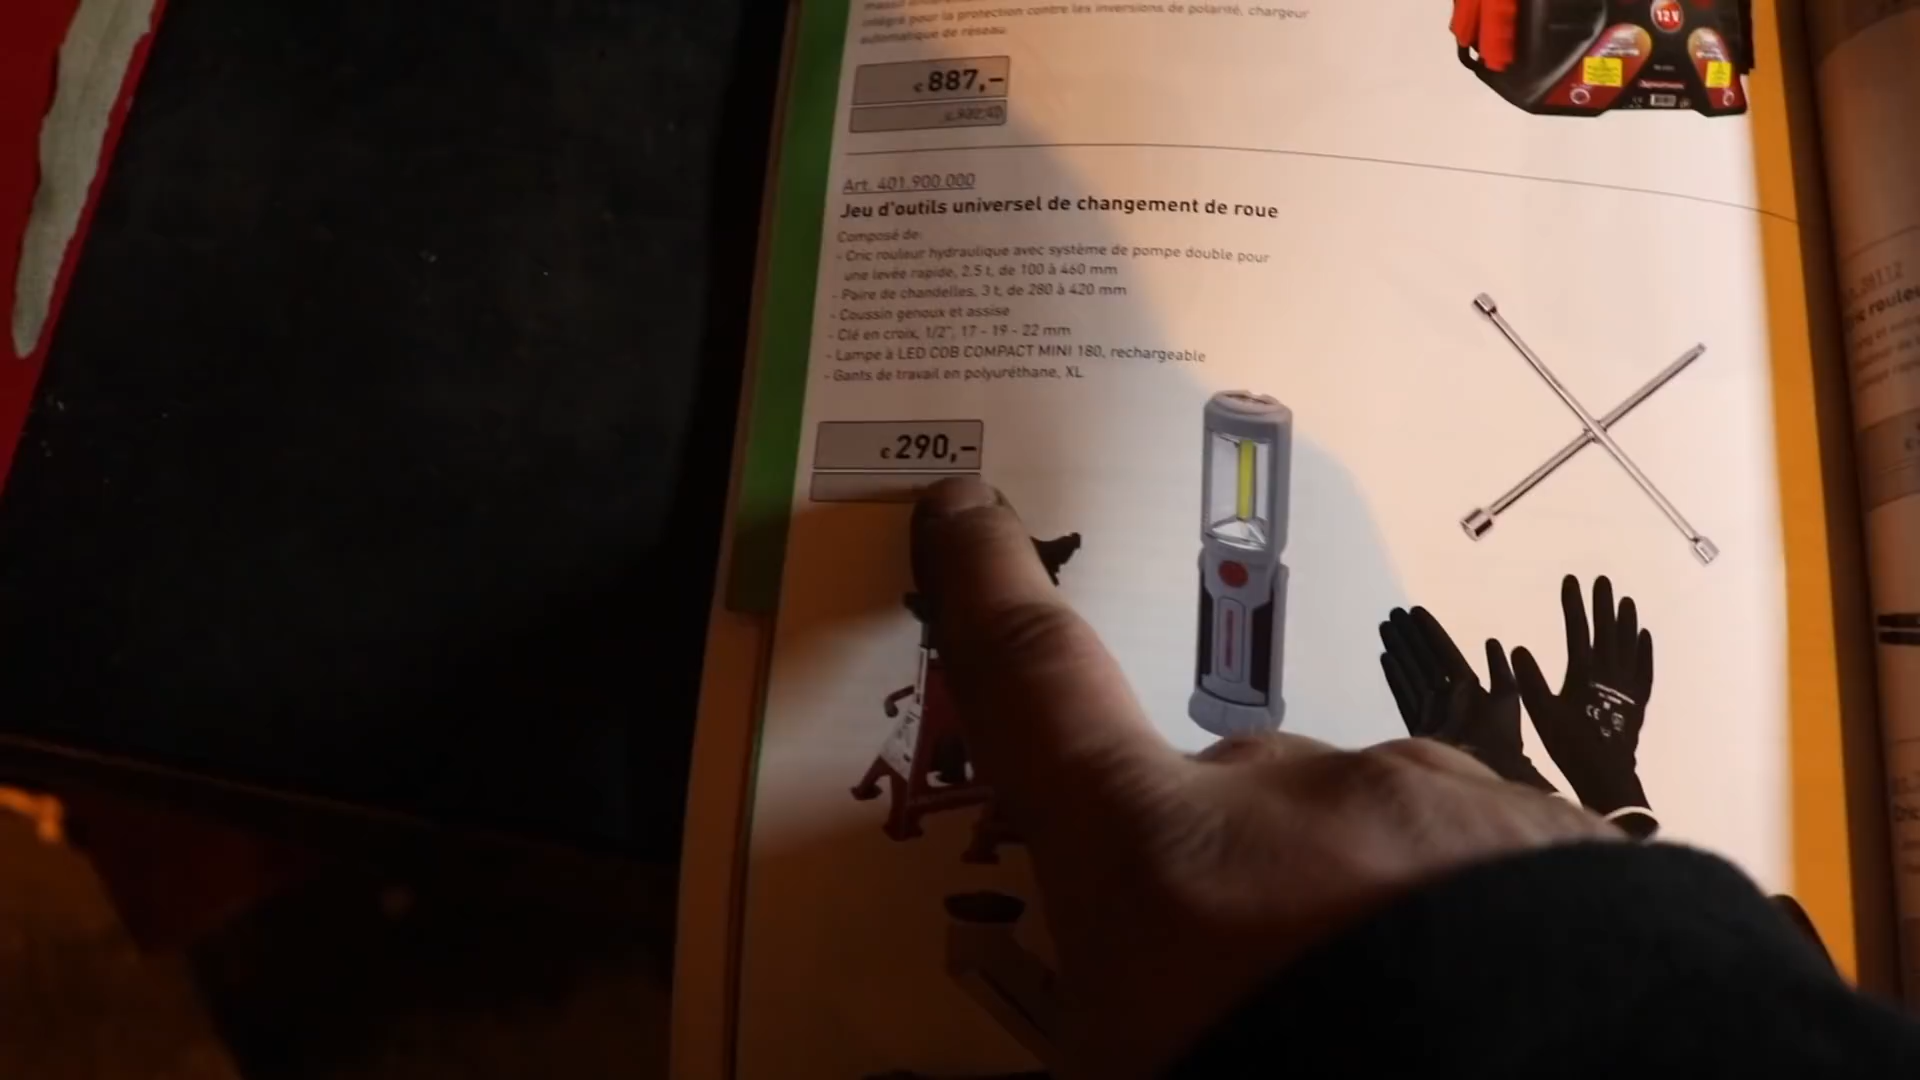 intégré pour la protection contre les inversions de polarité, chargeur
automatique de réseau
€ 887,–
12 V
Art. 401.900.000
Jeu d'outils universel de changement de roue
Composé de:
- Cric rouleur hydraulique avec système de pompe double pour
une levée rapide, 2.5 t, de 100 à 460 mm
- Paire de chandelles, 3 t, de 280 à 420 mm
- Coussin genoux et assise
- Clé en croix, 1/2", 17 - 19 - 22 mm
- Lampe à LED COB COMPACT MINI 180, rechargeable
- Gants de travail en polyuréthane, XL
€ 290,–
CE